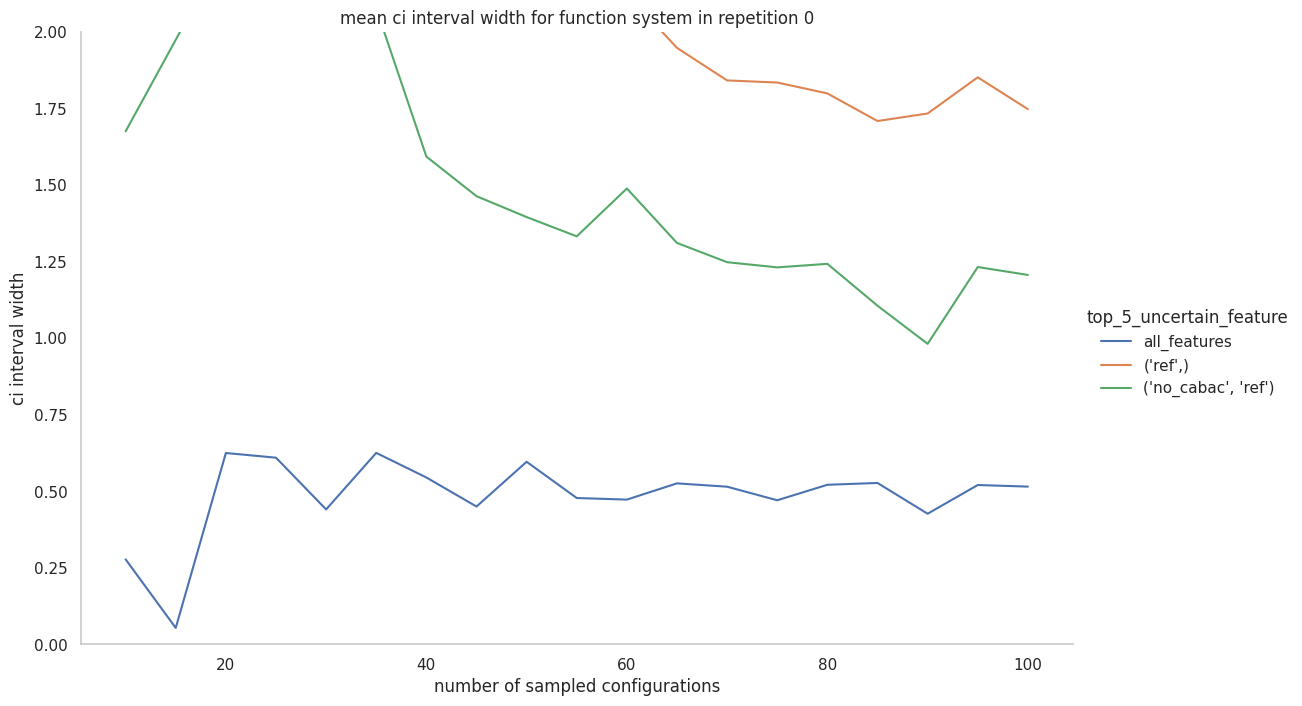 mean ci interval width for function system in repetition 0
2.00
1.75
1.50
1.25
1.00
0.75
0.50
0.25
0.00
ci interval width
20
40
60
80
100
number of sampled configurations
top_5_uncertain_feature
all_features
('ref',)
('no_cabac', 'ref')